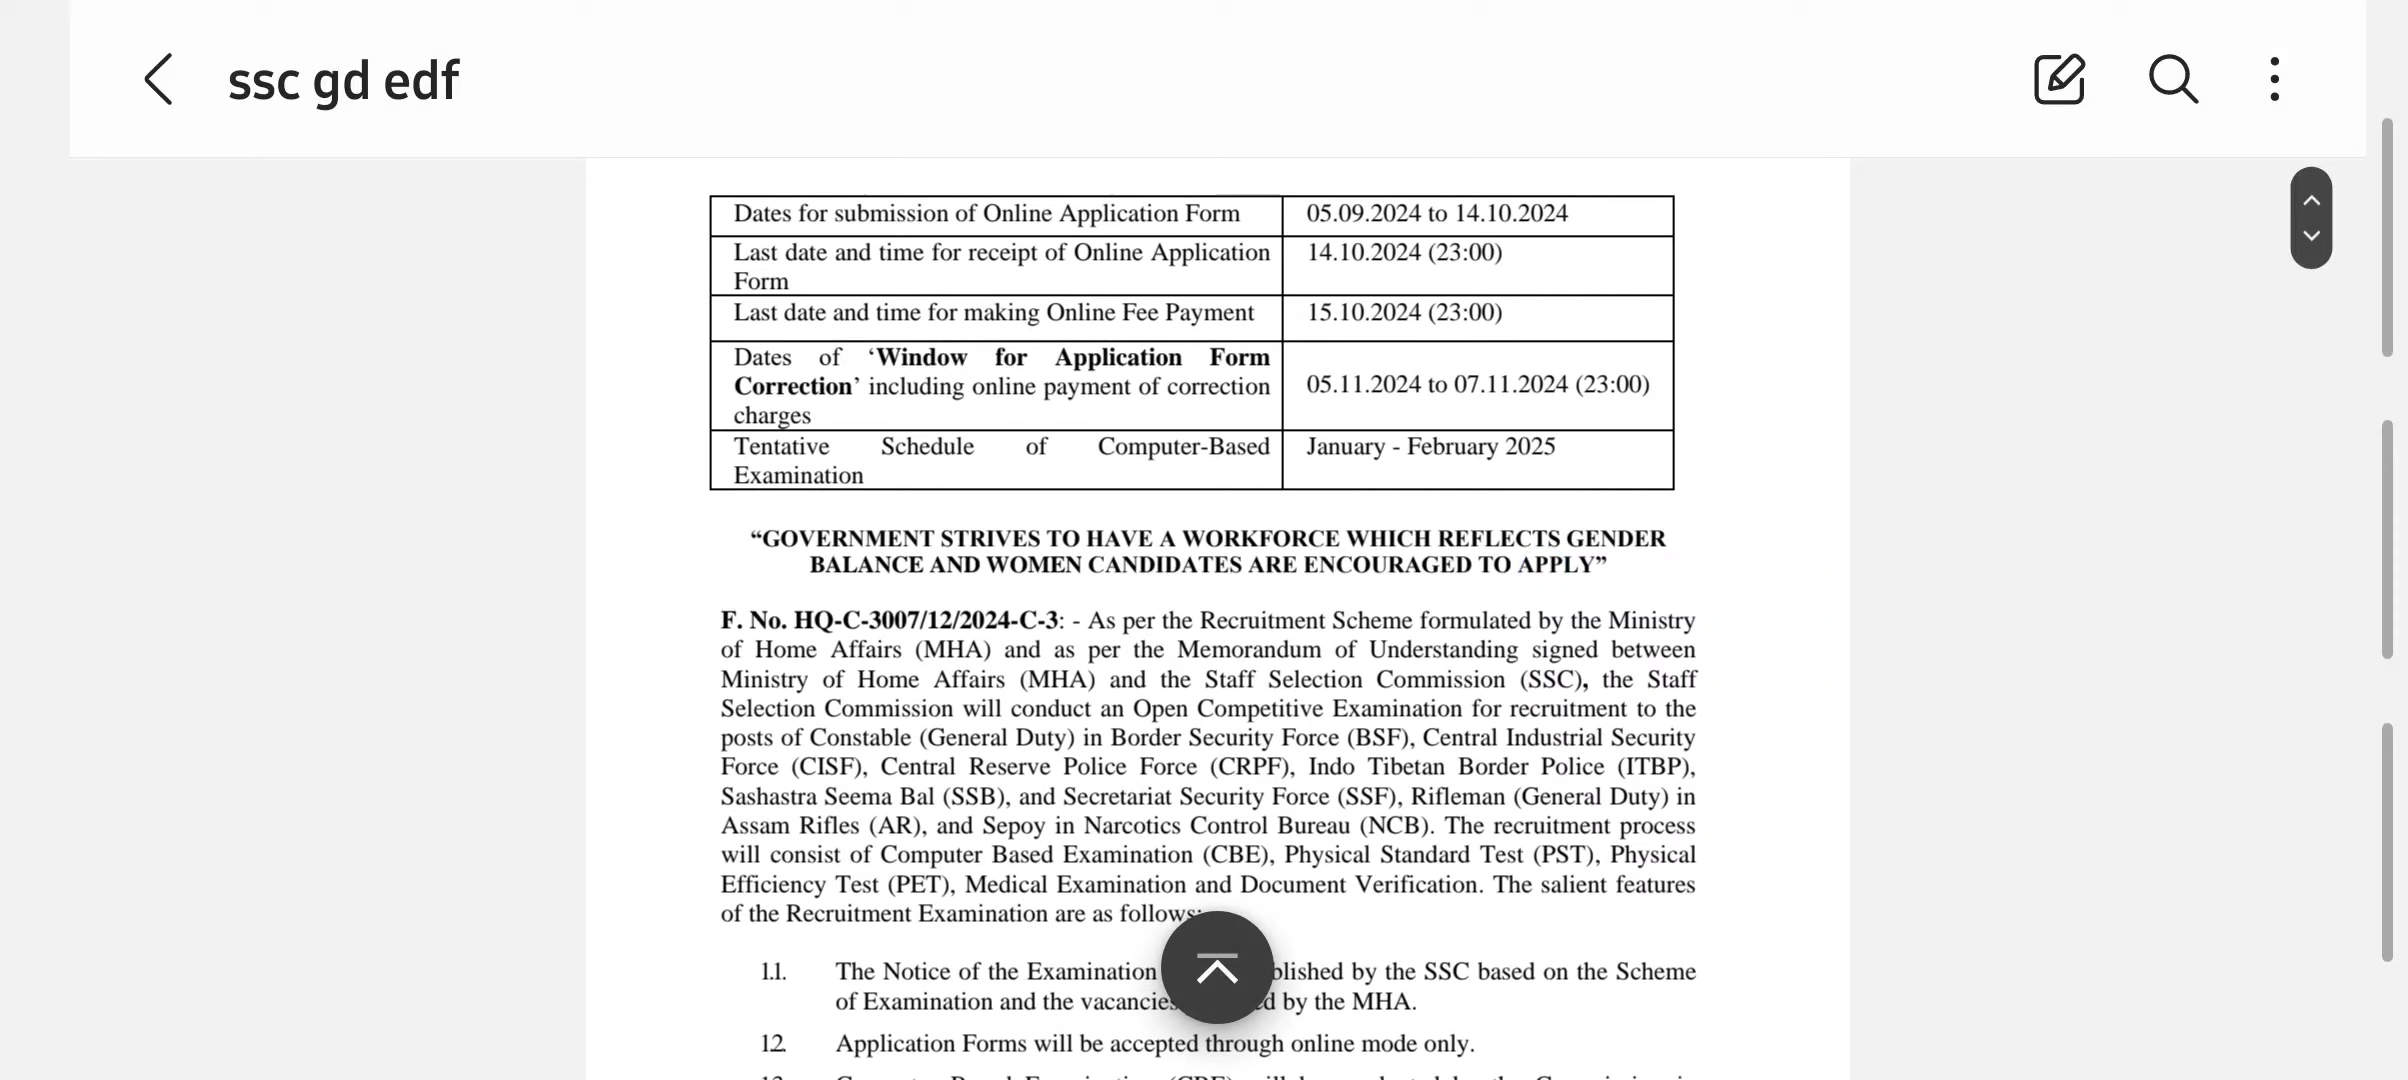 ssc gd edf
Dates for submission of Online Application Form 05.09.2024 to 14.10.2024
Last date and time for receipt of Online Application 14.10.2024 (23:00)
Form
Last date and time for making Online Fee Payment 15.10.2024 (23:00)
Dates of ‘Window for Application Form
Correction’ including online payment of correction 05.11.2024 to 07.11.2024 (23:00)
charges
Tentative Schedule of Computer-Based January - February 2025
Examination
“GOVERNMENT STRIVES TO HAVE A WORKFORCE WHICH REFLECTS GENDER
BALANCE AND WOMEN CANDIDATES ARE ENCOURAGED TO APPLY”
F. No. HQ-C-3007/12/2024-C-3: - As per the Recruitment Scheme formulated by the Ministry
of Home Affairs (MHA) and as per the Memorandum of Understanding signed between
Ministry of Home Affairs (MHA) and the Staff Selection Commission (SSC), the Staff
Selection Commission will conduct an Open Competitive Examination for recruitment to the
posts of Constable (General Duty) in Border Security Force (BSF), Central Industrial Security
Force (CISF), Central Reserve Police Force (CRPF), Indo Tibetan Border Police (ITBP),
Sashastra Seema Bal (SSB), and Secretariat Security Force (SSF), Rifleman (General Duty) in
Assam Rifles (AR), and Sepoy in Narcotics Control Bureau (NCB). The recruitment process
will consist of Computer Based Examination (CBE), Physical Standard Test (PST), Physical
Efficiency Test (PET), Medical Examination and Document Verification. The salient features
of the Recruitment Examination are as follows:
1.1. The Notice of the Examination by the SSC based on the Scheme
of Examination and the vacancies by the MHA.
1.2. Application Forms will be accepted through online mode only.